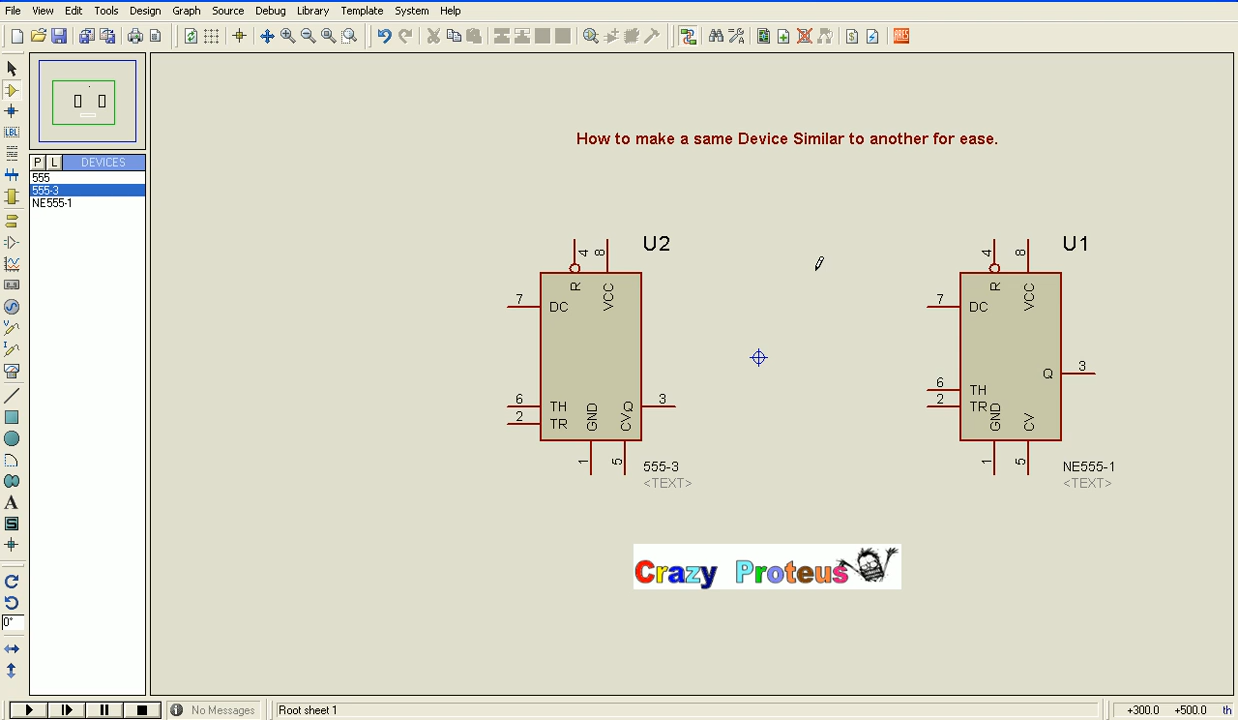 File View Edit Tools Design Graph Source Debug Library Template System Help
ARES
LBL
P L DEVICES
555
555-3
NE555-1
How to make a same Device Similar to another for ease.
U2
4 8
R VCC
7 DC
6 TH
2 TR
GND CV Q 3
1 5
555-3
<TEXT>
U1
4 8
R VCC
7 DC
Q 3
6 TH
2 TR
GND CV
1 5
NE555-1
<TEXT>
Crazy Proteus
V
I
A
S
0°
No Messages Root sheet 1 +300.0 +500.0 th